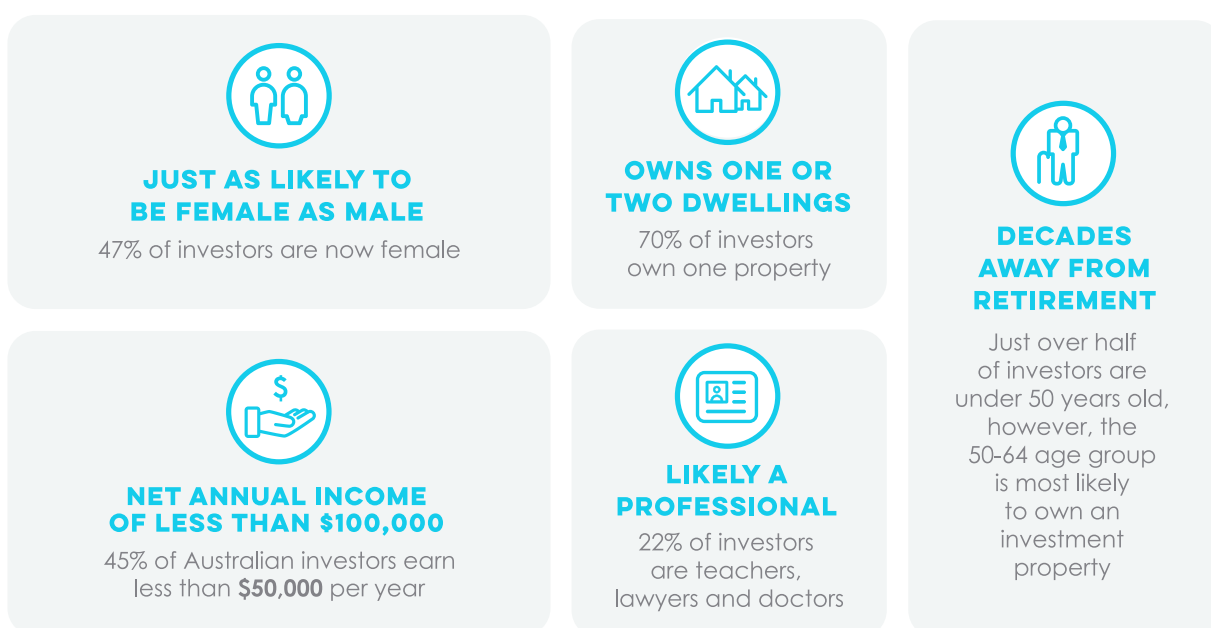 JUST AS LIKELY TO
BE FEMALE AS MALE
47% of investors are now female
OWNS ONE OR
TWO DWELLINGS
70% of investors
own one property
DECADES
AWAY FROM
RETIREMENT
Just over half
of investors are
under 50 years old,
however, the
50-64 age group
is most likely
to own an
investment
property
$
NET ANNUAL INCOME
OF LESS THAN $100,000
45% of Australian investors earn
less than $50,000 per year
LIKELY A
PROFESSIONAL
22% of investors
are teachers,
lawyers and doctors